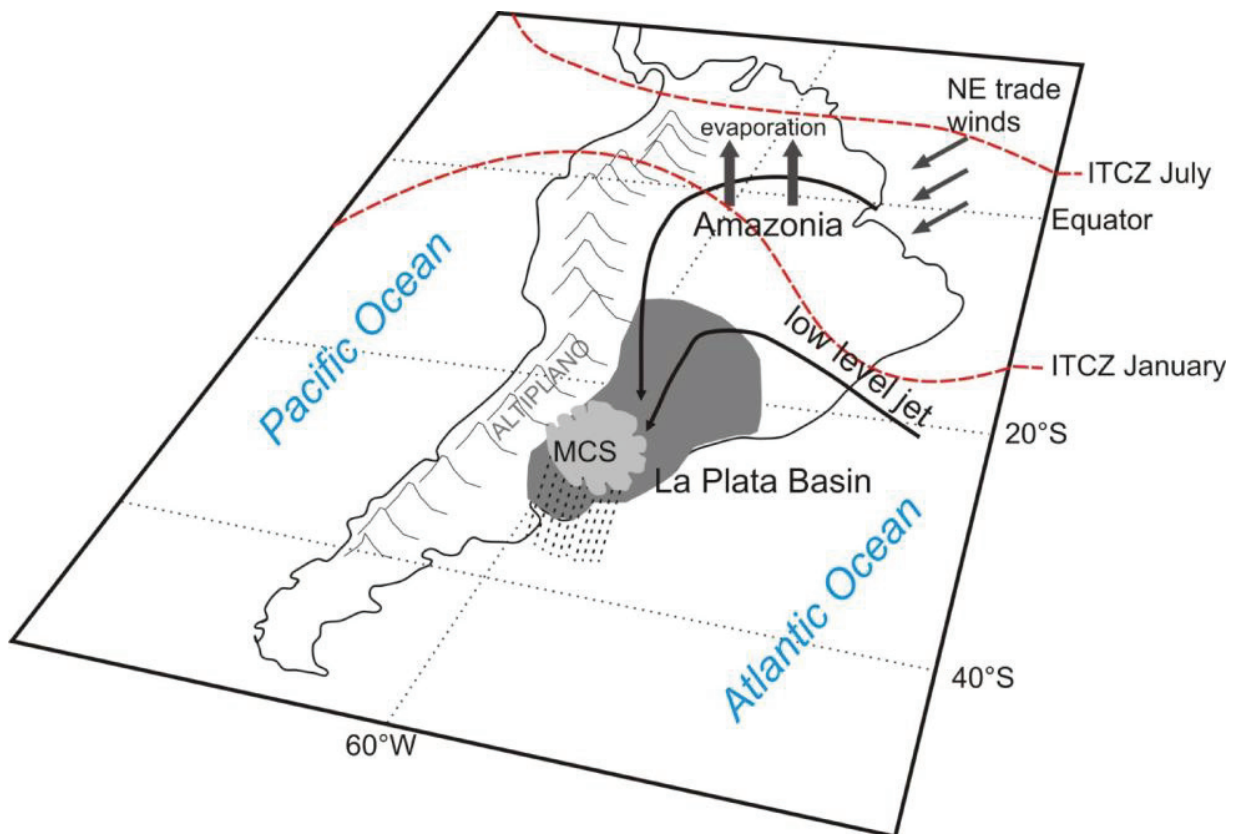 NE trade
winds
evaporation
ITCZ July
Equator
Amazonia
Pacific Ocean
low level jet
ITCZ January
ALTIPLANO
20°S
MCS
La Plata Basin
Atlantic Ocean
40°S
60°W